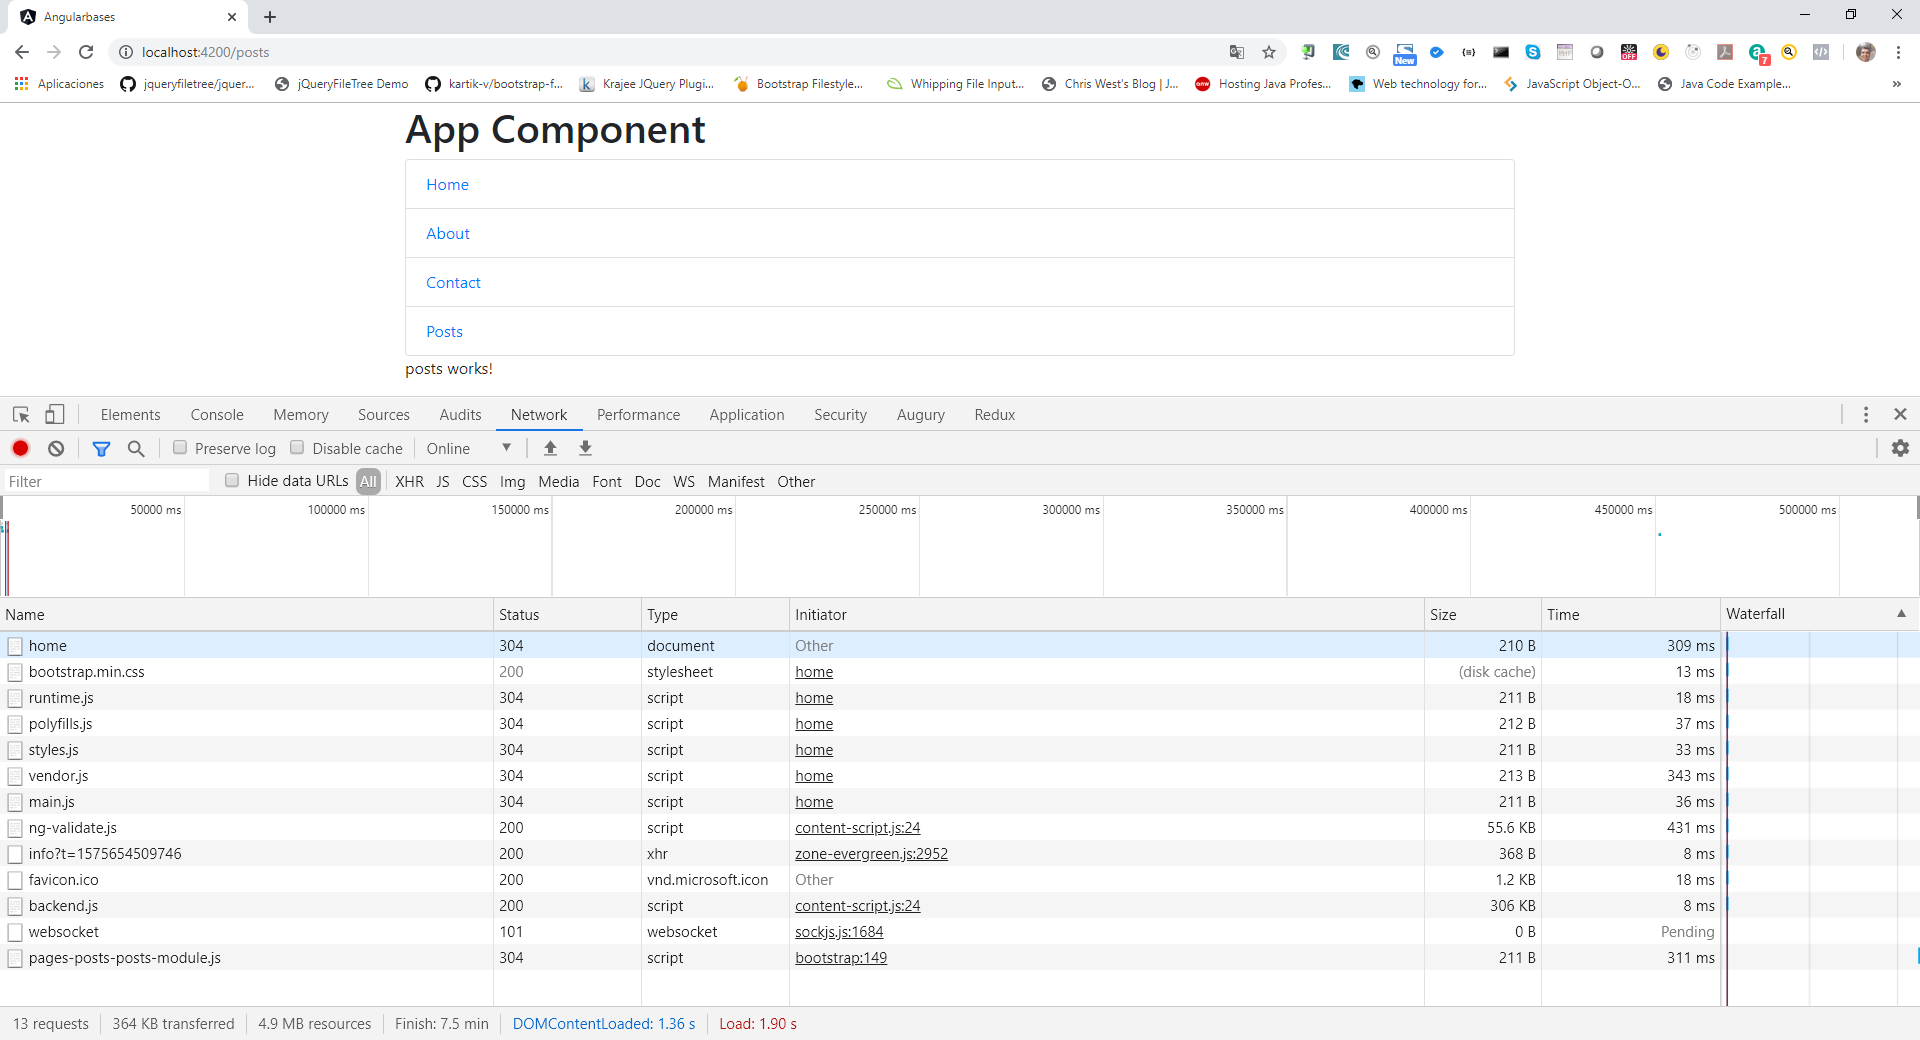 Angularbases
localhost:4200/posts
New
OFF
7
Aplicaciones jqueryfiletree/jquer... jQueryFileTree Demo kartik-v/bootstrap-f... Krajee JQuery Plugi... Bootstrap Filestyle... Whipping File Input... Chris West's Blog | J... Hosting Java Profes... Web technology for... JavaScript Object-O... Java Code Example... »
App Component
Home
About
Contact
Posts
posts works!
Elements Console Memory Sources Audits Network Performance Application Security Augury Redux
Preserve log Disable cache Online
Filter Hide data URLs All XHR JS CSS Img Media Font Doc WS Manifest Other
50000 ms 100000 ms 150000 ms 200000 ms 250000 ms 300000 ms 350000 ms 400000 ms 450000 ms 500000 ms
Name Status Type Initiator Size Time Waterfall
home 304 document Other 210 B 309 ms
bootstrap.min.css 200 stylesheet home (disk cache) 13 ms
runtime.js 304 script home 211 B 18 ms
polyfills.js 304 script home 212 B 37 ms
styles.js 304 script home 211 B 33 ms
vendor.js 304 script home 213 B 343 ms
main.js 304 script home 211 B 36 ms
ng-validate.js 200 script content-script.js:24 55.6 KB 431 ms
info?t=1575654509746 200 xhr zone-evergreen.js:2952 368 B 8 ms
favicon.ico 200 vnd.microsoft.icon Other 1.2 KB 18 ms
backend.js 200 script content-script.js:24 306 KB 8 ms
websocket 101 websocket sockjs.js:1684 0 B Pending
pages-posts-posts-module.js 304 script bootstrap:149 211 B 311 ms
13 requests 364 KB transferred 4.9 MB resources Finish: 7.5 min DOMContentLoaded: 1.36 s Load: 1.90 s